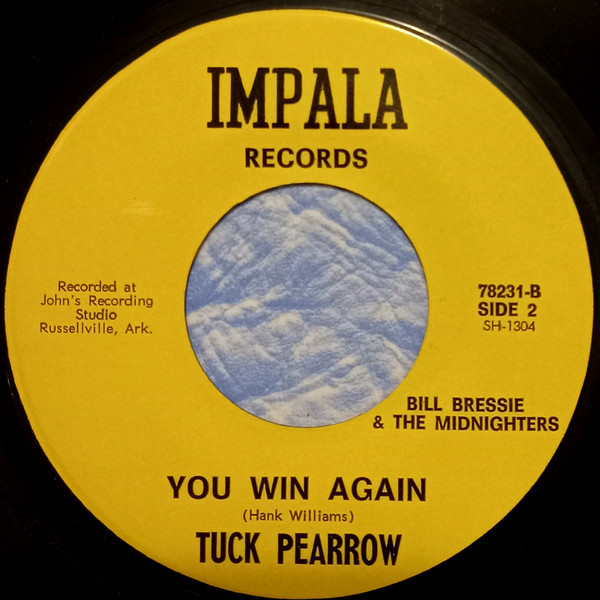 IMPALA
RECORDS
Recorded at
John's Recording
Studio
Russellville, Ark.
78231-B
SIDE 2
SH-1304
BILL BRESSIE
& THE MIDNIGHTERS
YOU WIN AGAIN
(Hank Williams)
TUCK PEARROW